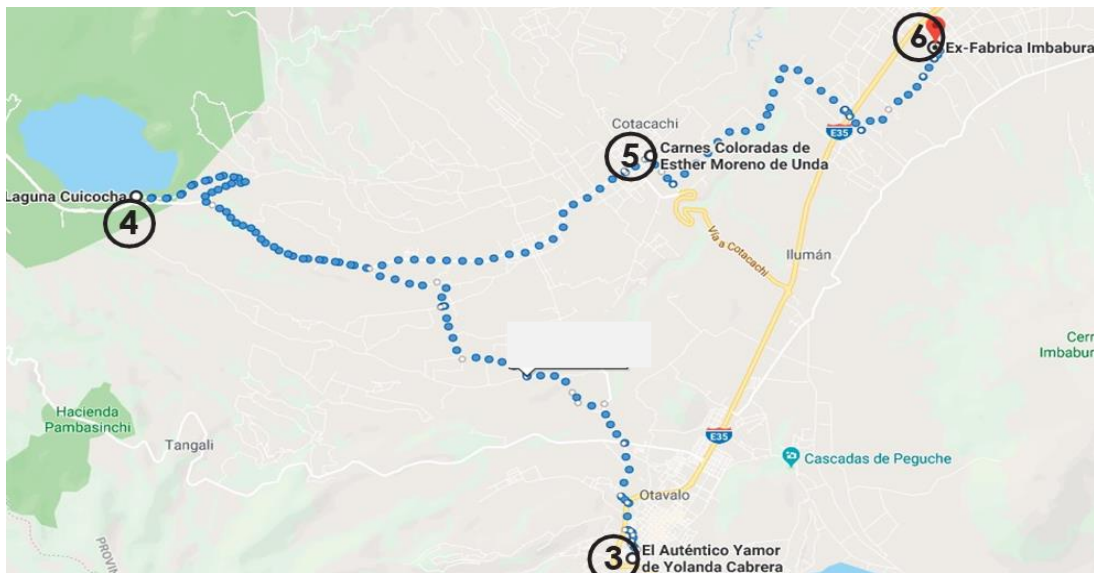 6
Ex-Fabrica Imbabura
E35
Cotacachi
5
Carnes Coloradas de
Esther Moreno de Unda
Laguna Cuicocha
4
Vía a Cotacachi
Ilumán
Cerr
Imbabur
Hacienda
Pambasinchi
Tangali
E35
Cascadas de Peguche
Otavalo
3
El Auténtico Yamor
de Yolanda Cabrera
PROVIN